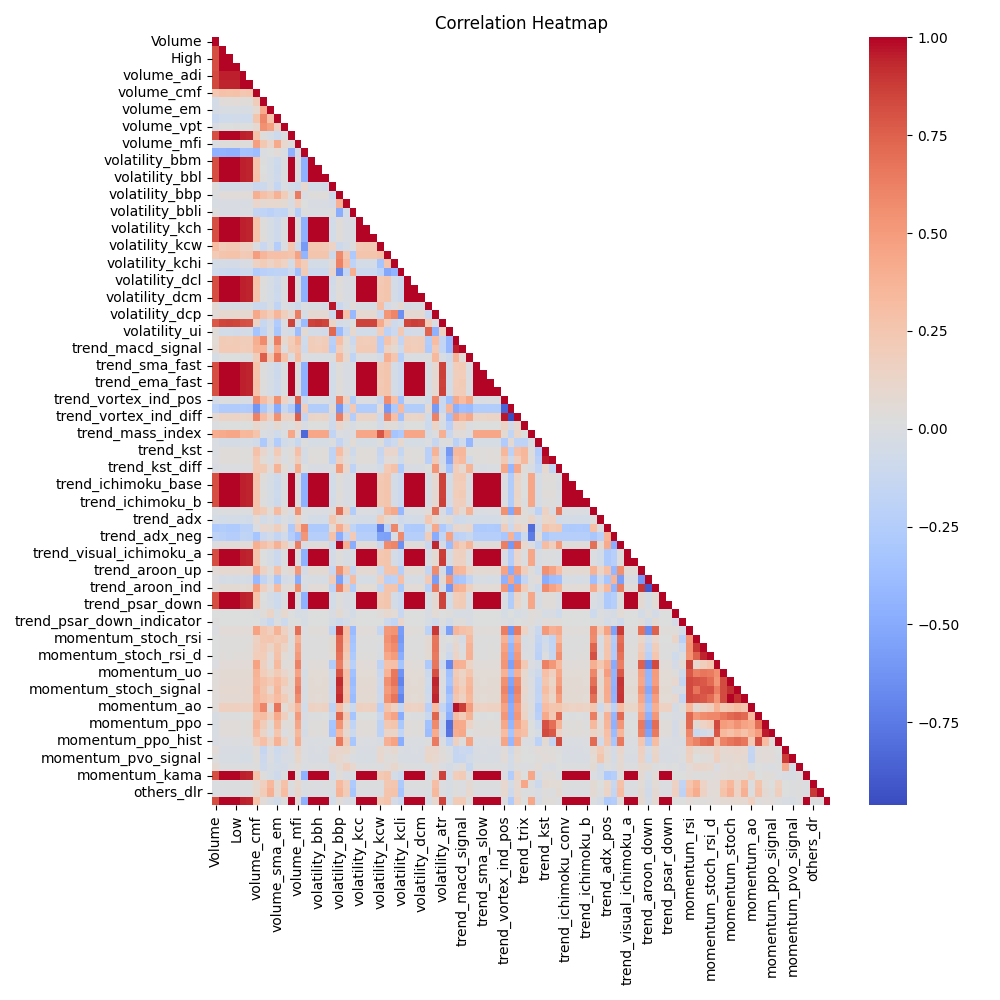 Correlation Heatmap
Volume
High
volume_adi
volume_cmf
volume_em
volume_vpt
volume_mfi
volatility_bbm
volatility_bbl
volatility_bbp
volatility_bbli
volatility_kch
volatility_kcw
volatility_kchi
volatility_dcl
volatility_dcm
volatility_dcp
volatility_ui
trend_macd_signal
trend_sma_fast
trend_ema_fast
trend_vortex_ind_pos
trend_vortex_ind_diff
trend_mass_index
trend_kst
trend_kst_diff
trend_ichimoku_base
trend_ichimoku_b
trend_adx
trend_adx_neg
trend_visual_ichimoku_a
trend_aroon_up
trend_aroon_ind
trend_psar_down
trend_psar_down_indicator
momentum_stoch_rsi
momentum_stoch_rsi_d
momentum_uo
momentum_stoch_signal
momentum_ao
momentum_ppo
momentum_ppo_hist
momentum_pvo_signal
momentum_kama
others_dlr
Volume
Low
volume_cmf
volume_sma_em
volume_mfi
volatility_bbh
volatility_bbp
volatility_kcc
volatility_kcw
volatility_kcli
volatility_dcm
volatility_atr
trend_macd_signal
trend_sma_slow
trend_vortex_ind_pos
trend_trix
trend_kst
trend_ichimoku_conv
trend_ichimoku_b
trend_adx_pos
trend_visual_ichimoku_a
trend_aroon_down
trend_psar_down
momentum_rsi
momentum_stoch_rsi_d
momentum_stoch
momentum_ao
momentum_ppo_signal
momentum_pvo_signal
others_dr
1.00
0.75
0.50
0.25
0.00
−0.25
−0.50
−0.75